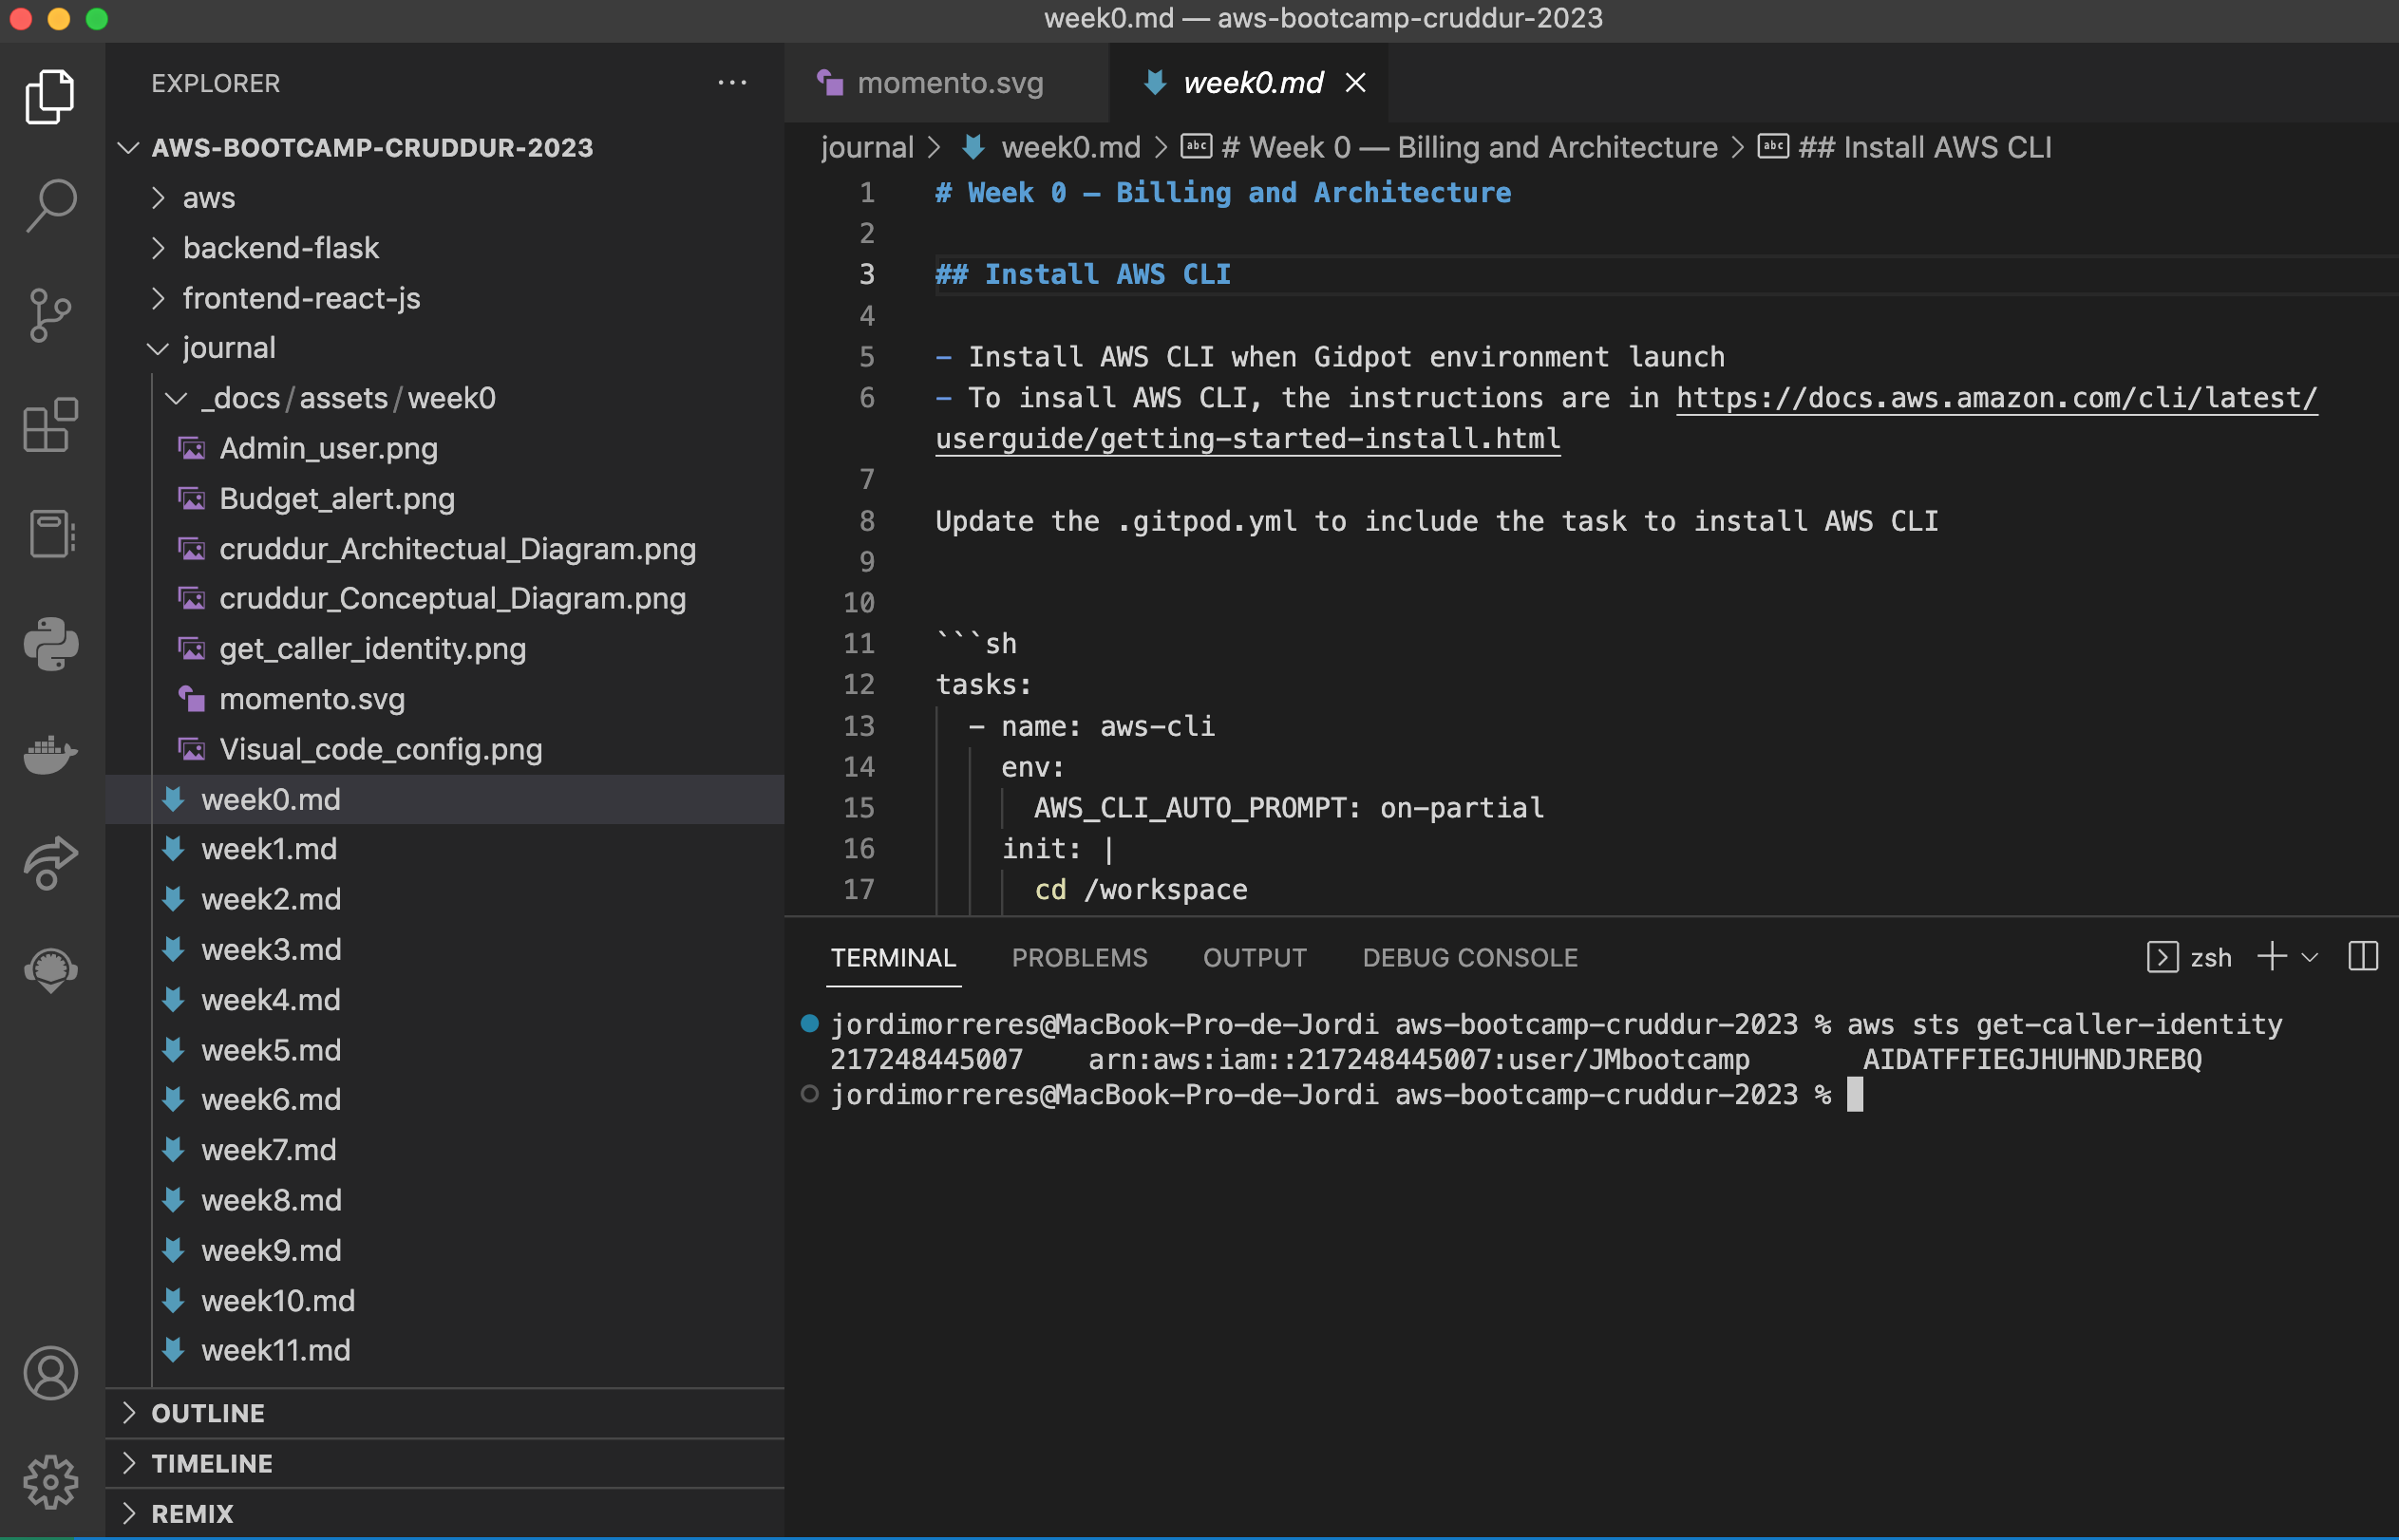 week0.md — aws-bootcamp-cruddur-2023
EXPLORER
AWS-BOOTCAMP-CRUDDUR-2023
aws
backend-flask
frontend-react-js
journal
_docs/assets/week0
Admin_user.png
Budget_alert.png
cruddur_Architectual_Diagram.png
cruddur_Conceptual_Diagram.png
get_caller_identity.png
momento.svg
Visual_code_config.png
week0.md
week1.md
week2.md
week3.md
week4.md
week5.md
week6.md
week7.md
week8.md
week9.md
week10.md
week11.md
OUTLINE
TIMELINE
REMIX
momento.svg
week0.md
journal > week0.md > abc # Week 0 — Billing and Architecture > abc ## Install AWS CLI
1 # Week 0 — Billing and Architecture
2
3 ## Install AWS CLI
4
5 - Install AWS CLI when Gidpot environment launch
6 - To insall AWS CLI, the instructions are in https://docs.aws.amazon.com/cli/latest/
userguide/getting-started-install.html
7
8 Update the .gitpod.yml to include the task to install AWS CLI
9
10
11 ```sh
12 tasks:
13 - name: aws-cli
14 env:
15 AWS_CLI_AUTO_PROMPT: on-partial
16 init: |
17 cd /workspace
TERMINAL PROBLEMS OUTPUT DEBUG CONSOLE zsh
jordimorreres@MacBook-Pro-de-Jordi aws-bootcamp-cruddur-2023 % aws sts get-caller-identity
217248445007 arn:aws:iam::217248445007:user/JMbootcamp AIDATFFIEGJHUHNDJREBQ
jordimorreres@MacBook-Pro-de-Jordi aws-bootcamp-cruddur-2023 %